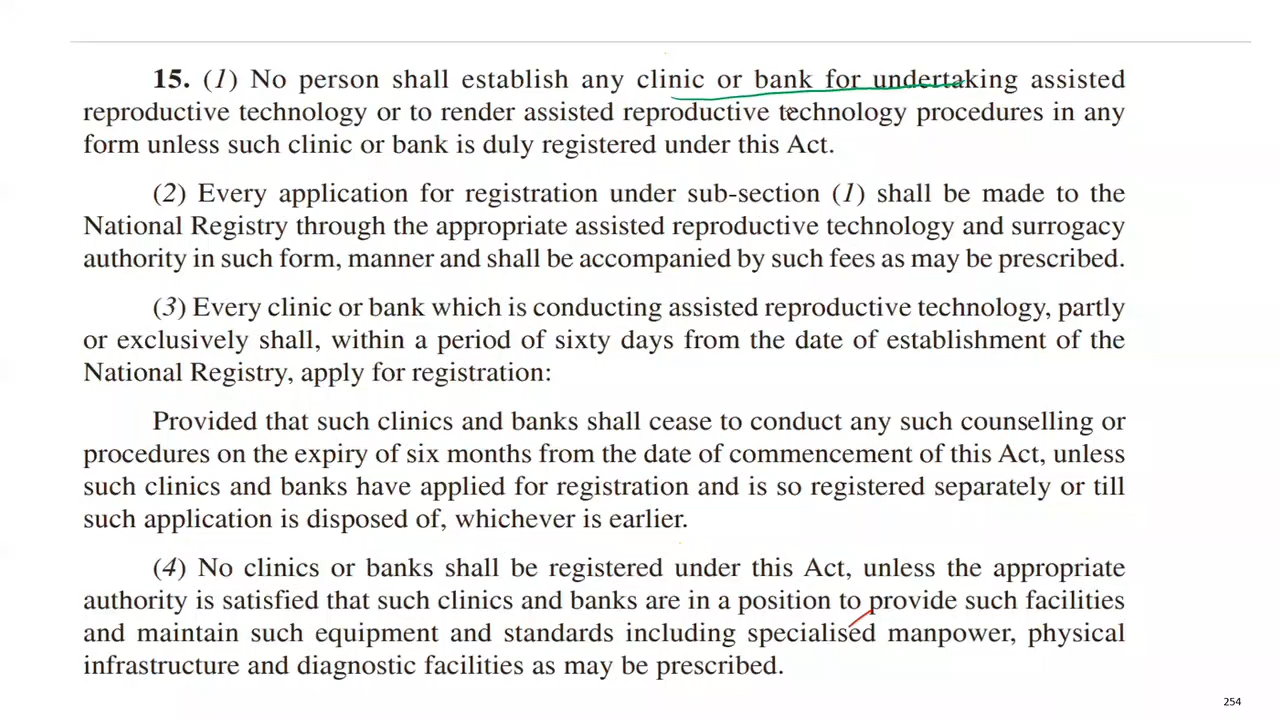 15. (1) No person shall establish any clinic or bank for undertaking assisted
reproductive technology or to render assisted reproductive technology procedures in any
form unless such clinic or bank is duly registered under this Act.
(2) Every application for registration under sub-section (1) shall be made to the
National Registry through the appropriate assisted reproductive technology and surrogacy
authority in such form, manner and shall be accompanied by such fees as may be prescribed.
(3) Every clinic or bank which is conducting assisted reproductive technology, partly
or exclusively shall, within a period of sixty days from the date of establishment of the
National Registry, apply for registration:
Provided that such clinics and banks shall cease to conduct any such counselling or
procedures on the expiry of six months from the date of commencement of this Act, unless
such clinics and banks have applied for registration and is so registered separately or till
such application is disposed of, whichever is earlier.
(4) No clinics or banks shall be registered under this Act, unless the appropriate
authority is satisfied that such clinics and banks are in a position to provide such facilities
and maintain such equipment and standards including specialised manpower, physical
infrastructure and diagnostic facilities as may be prescribed.
254